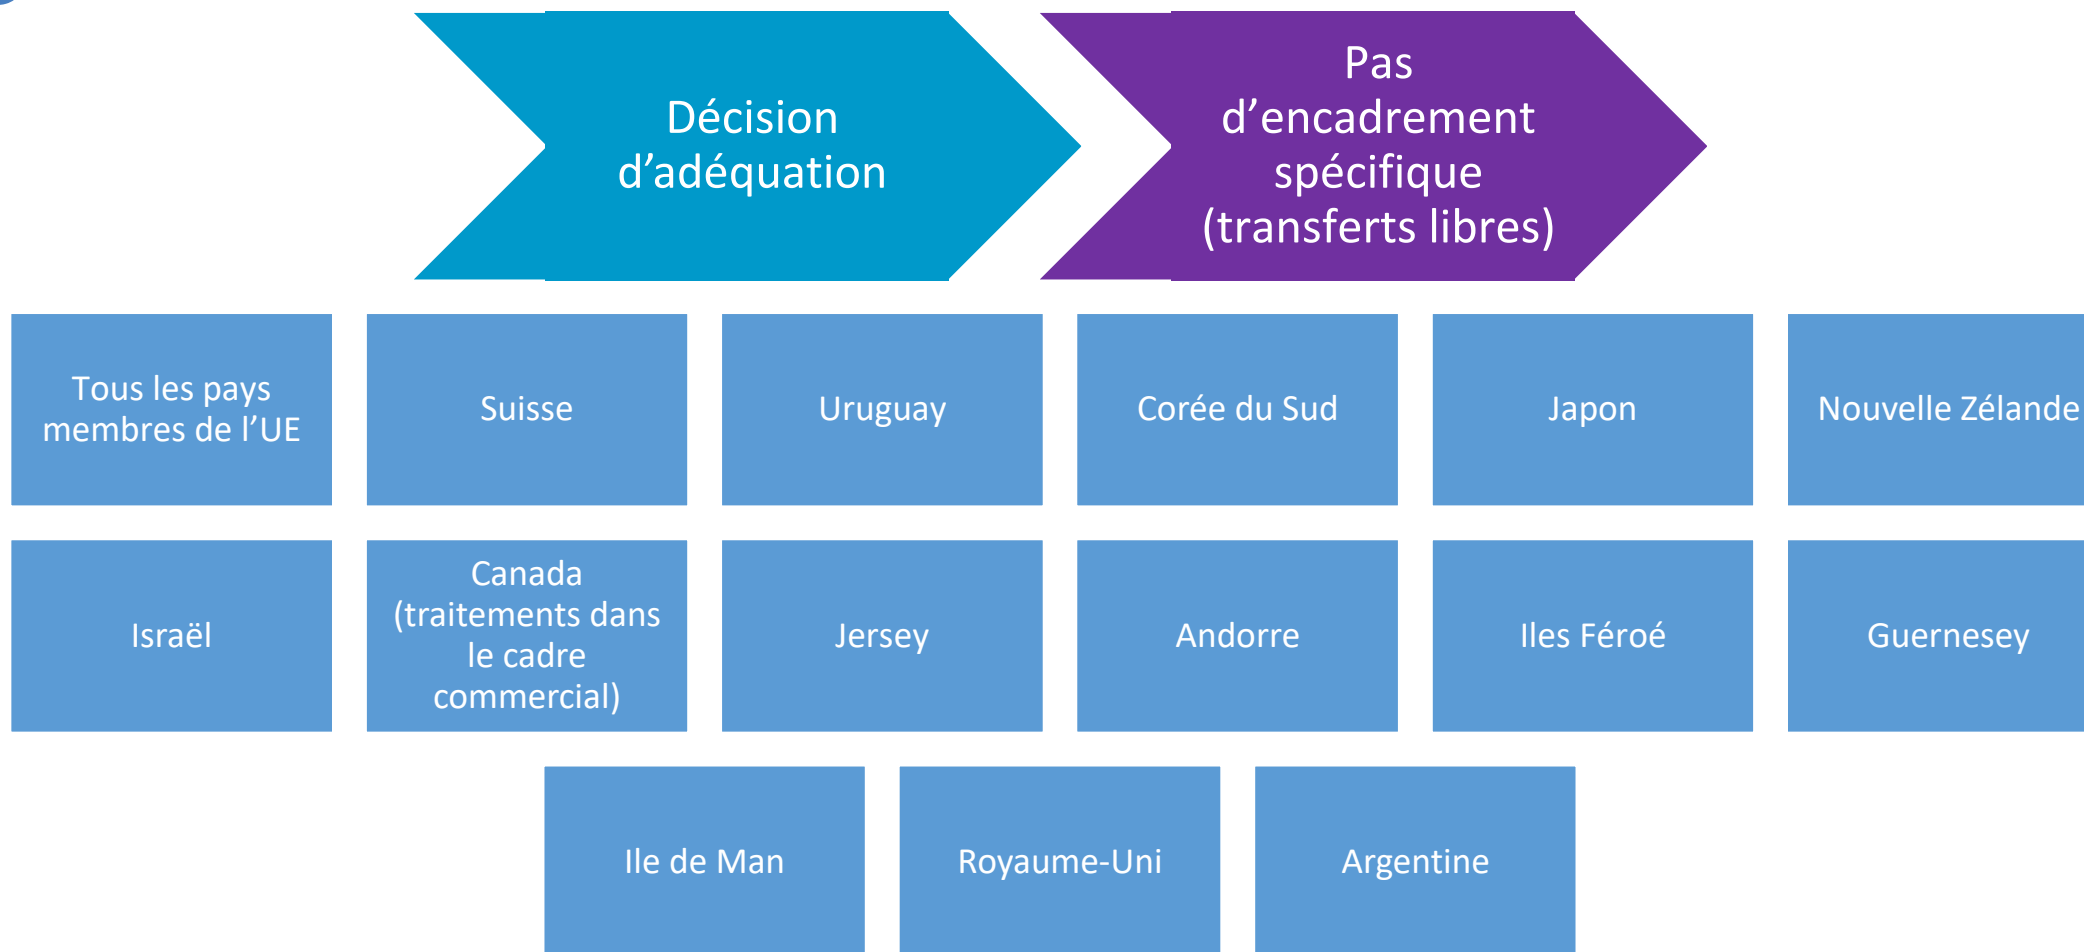 Décision
d’adéquation
Pas
d’encadrement
spécifique
(transferts libres)
Tous les pays
membres de l’UE
Suisse
Uruguay
Corée du Sud
Japon
Nouvelle Zélande
Israël
Canada
(traitements dans
le cadre
commercial)
Jersey
Andorre
Iles Féroé
Guernesey
Ile de Man
Royaume-Uni
Argentine